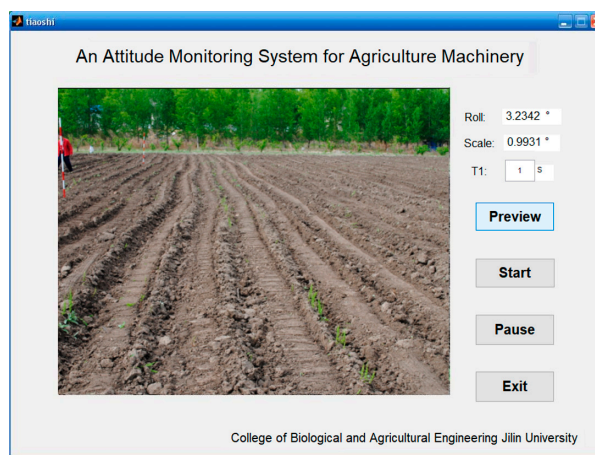 tiaoshi
An Attitude Monitoring System for Agriculture Machinery
Roll: 3.2342 °
Scale: 0.9931 °
T1: 1 s
Preview
Start
Pause
Exit
College of Biological and Agricultural Engineering Jilin University